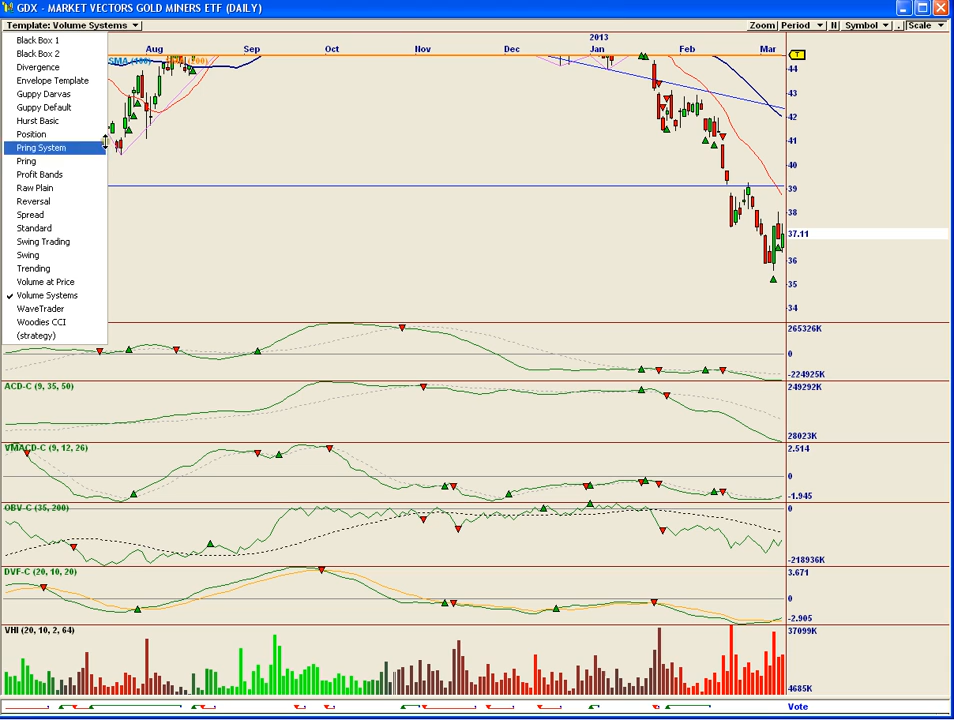 GDX - MARKET VECTORS GOLD MINERS ETF (DAILY)
Template: Volume Systems
Zoom Period N Symbol . Scale
2013
Aug Sep Oct Nov Dec Jan Feb Mar
Black Box 1
Black Box 2
Divergence
Envelope Template
Guppy Darvas
Guppy Default
Hurst Basic
Position
Pring System
Pring
Profit Bands
Raw Plain
Reversal
Spread
Standard
Swing Trading
Swing
Trending
Volume at Price
Volume Systems
WaveTrader
Woodies CCI
(strategy)
T
44
43
42
41
40
39
38
37.11
36
35
34
265326K
0
-224925K
ACD-C (9, 35, 50)
249292K
28023K
VMACD-C (9, 12, 26)
2.514
0
-1.945
OBV-C (35, 200)
0
-218936K
DVF-C (20, 10, 20)
3.671
0
-2.905
VHI (20, 10, 2, 64)
37099K
4685K
Vote